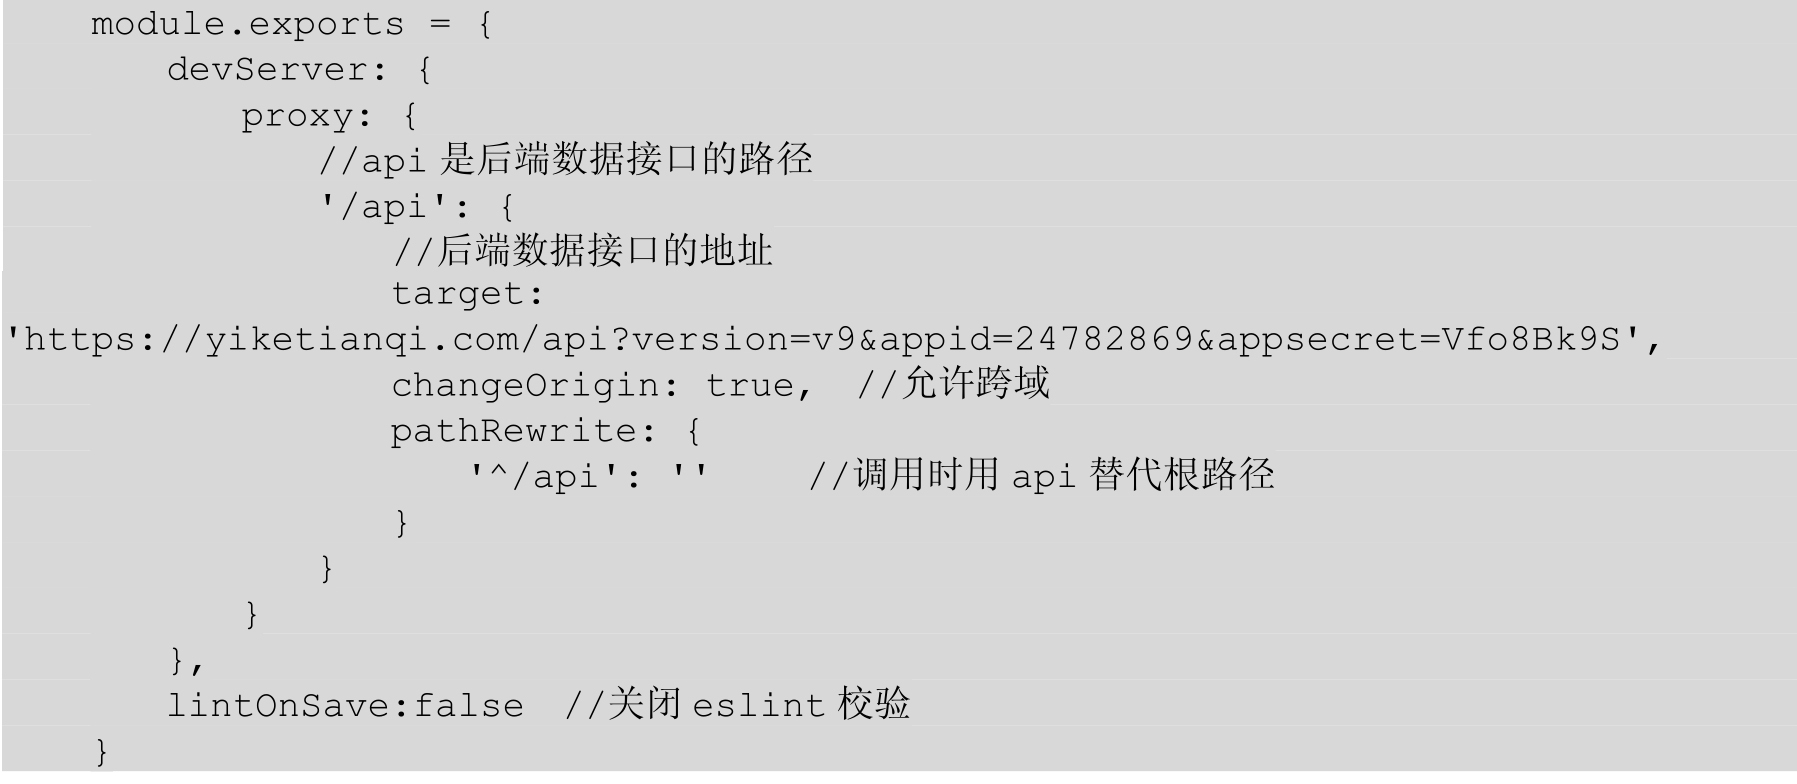 module.exports = {
devServer: {
proxy: {
//api 是后端数据接口的路径
'/api': {
//后端数据接口的地址
target:
'https://yiketianqi.com/api?version=v9&appid=24782869&appsecret=Vfo8Bk9S',
changeOrigin: true, //允许跨域
pathRewrite: {
'^/api': '' //调用时用 api 替代根路径
}
}
}
},
lintOnSave:false //关闭 eslint 校验
}